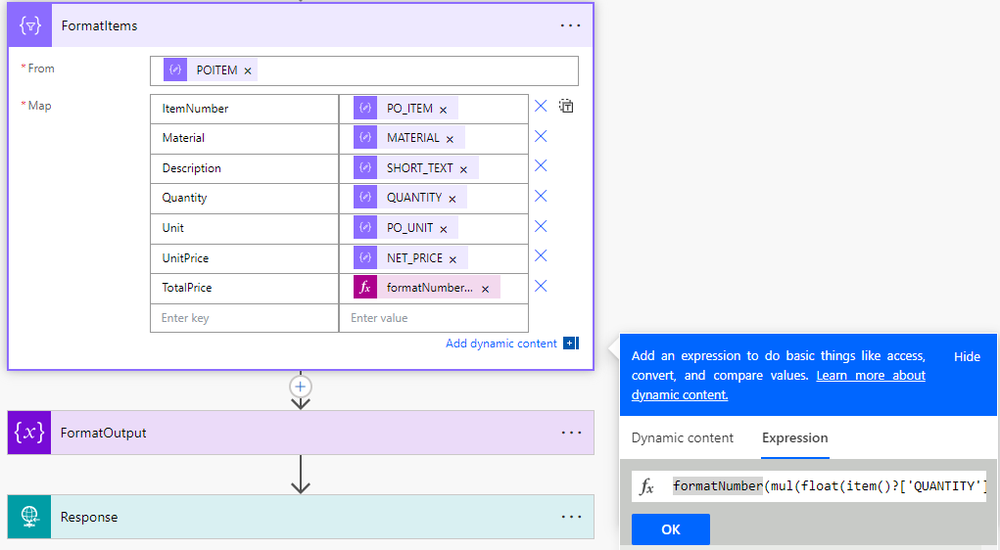 FormatItems
* From
POITEM
* Map
ItemNumber PO_ITEM
Material MATERIAL
Description SHORT_TEXT
Quantity QUANTITY
Unit PO_UNIT
UnitPrice NET_PRICE
TotalPrice fx formatNumber...
Enter key Enter value
Add dynamic content
FormatOutput
Response
Add an expression to do basic things like access,
convert, and compare values. Learn more about
dynamic content.
Hide
Dynamic content Expression
fx formatNumber(mul(float(item()?['QUANTITY']
OK